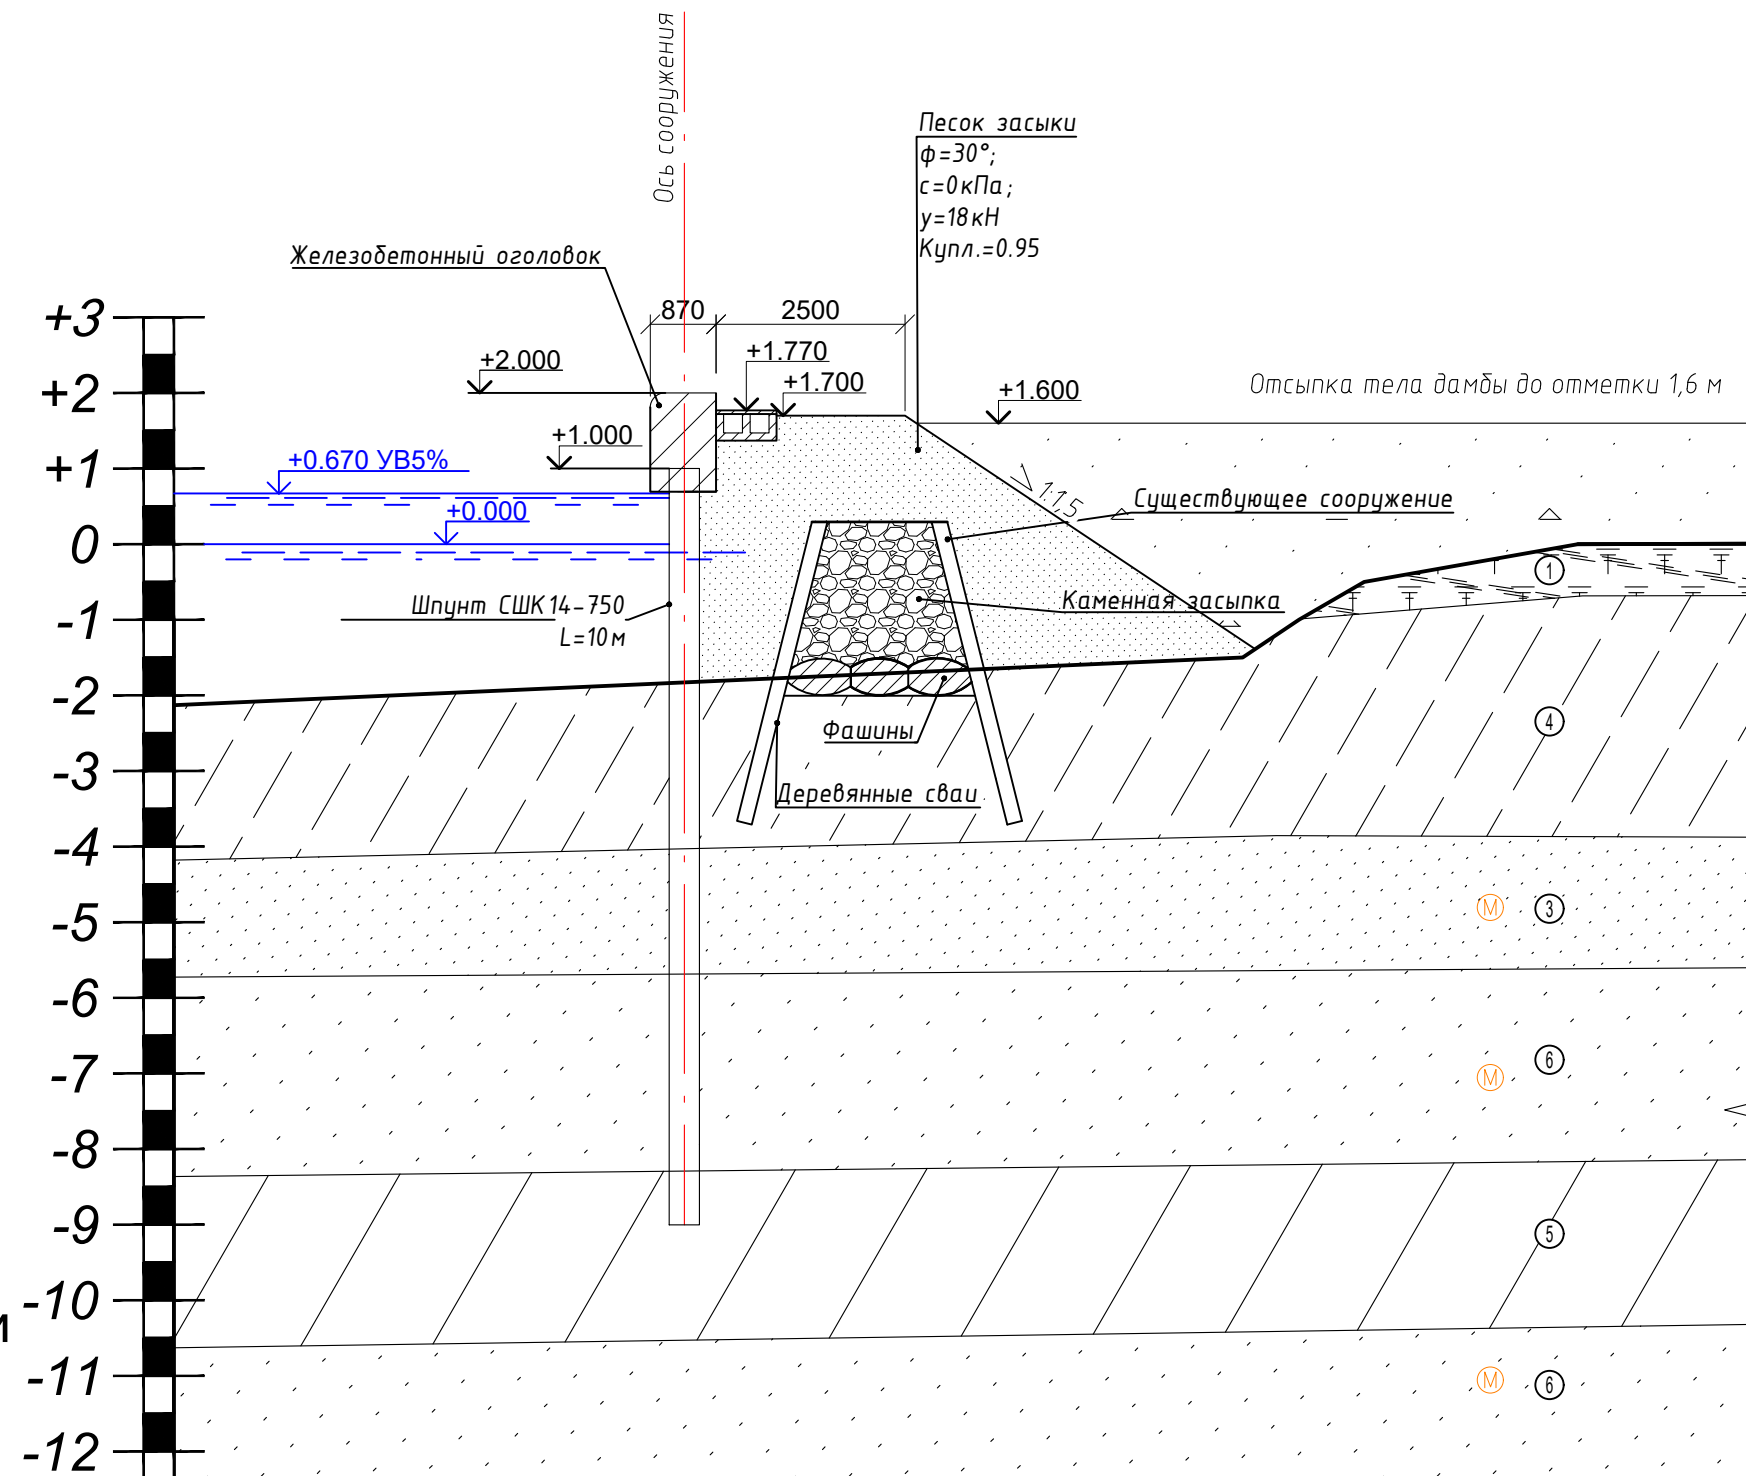 Ось сооружения
Песок засыки
ф=30°;
с=0кПа;
у=18кН
Купл.=0.95
Железобетонный оголовок
870
2500
+3
+2.000
+1.770
+1.700
+1.600
Отсыпка тела дамбы до отметки 1,6 м
+2
+1.000
+0.670 УВ5%
+1
1:1,5
Существующее сооружение
+0.000
0
1
Шпунт СШК14-750
L=10м
Каменная засыпка
-1
-2
4
Фашины
-3
Деревянные сваи
-4
М
3
-5
-6
М
6
-7
-8
-9
5
-10
-11
М
6
-12